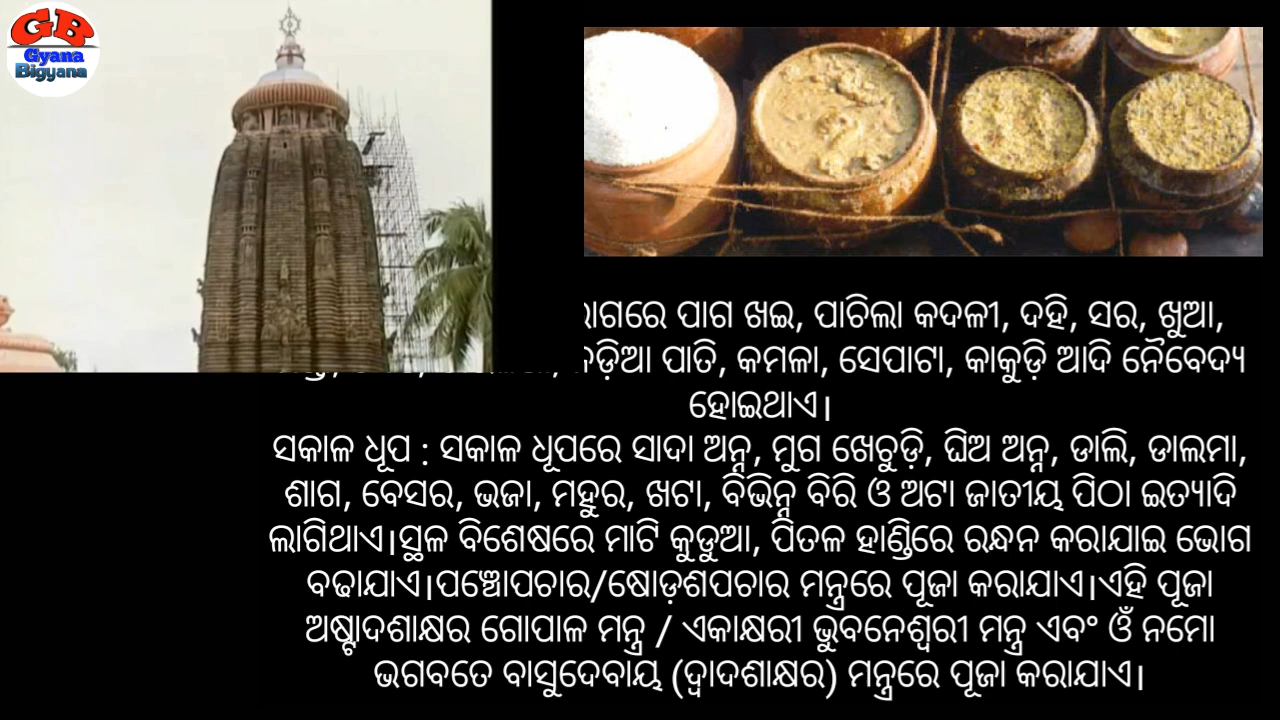 GB
Gyana
Bigyana
ପାଗ ଖଇ, ପାଚିଲା କଦଳୀ, ଦହି, ସର, ଖୁଆ,
ପାତି, କମଳା, ସେପାଟା, କାକୁଡ଼ି ଆଦି ନୈବେଦ୍ୟ
ହୋଇଥାଏ।
ସକାଳ ଧୂପ : ସକାଳ ଧୂପରେ ସାଦା ଅନ୍ନ, ମୁଗ ଖେଚୁଡ଼ି, ଘିଅ ଅନ୍ନ, ଡାଲି, ଡାଲମା,
ଶାଗ, ବେସର, ଭଜା, ମହୁର, ଖଟା, ବିଭିନ୍ନ ବିରି ଓ ଅଟା ଜାତୀୟ ପିଠା ଇତ୍ୟାଦି
ଲାଗିଥାଏ।ସ୍ଥଳ ବିଶେଷରେ ମାଟି କୁଡୁଆ, ପିତଳ ହାଣ୍ଡିରେ ରନ୍ଧନ କରାଯାଇ ଭୋଗ
ବଢାଯାଏ।ପଞ୍ଚୋପଚାର/ଷୋଡ଼ଶପଚାର ମନ୍ତ୍ରରେ ପୂଜା କରାଯାଏ।ଏହି ପୂଜା
ଅଷ୍ଟାଦଶାକ୍ଷର ଗୋପାଳ ମନ୍ତ୍ର / ଏକାକ୍ଷରୀ ଭୁବନେଶ୍ୱରୀ ମନ୍ତ୍ର ଏବଂ ଓଁ ନମୋ
ଭଗବତେ ବାସୁଦେବାୟ (ଦ୍ୱାଦଶାକ୍ଷର) ମନ୍ତ୍ରରେ ପୂଜା କରାଯାଏ।